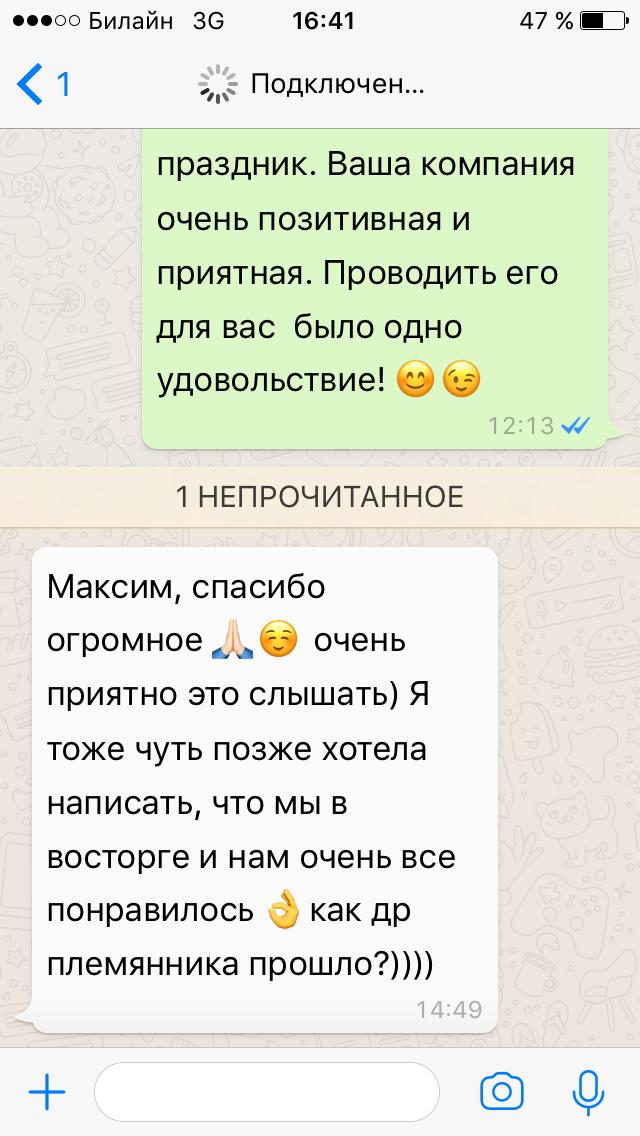 Билайн 3G 16:41 47 %
1 Подключен...
праздник. Ваша компания
очень позитивная и
приятная. Проводить его
для вас было одно
удовольствие! 😊 😉
12:13
1 НЕПРОЧИТАННОЕ
Максим, спасибо
огромное 🙏🏻☺️ очень
приятно это слышать) Я
тоже чуть позже хотела
написать, что мы в
восторге и нам очень все
понравилось 👌 как др
племянника прошло?))))
14:49